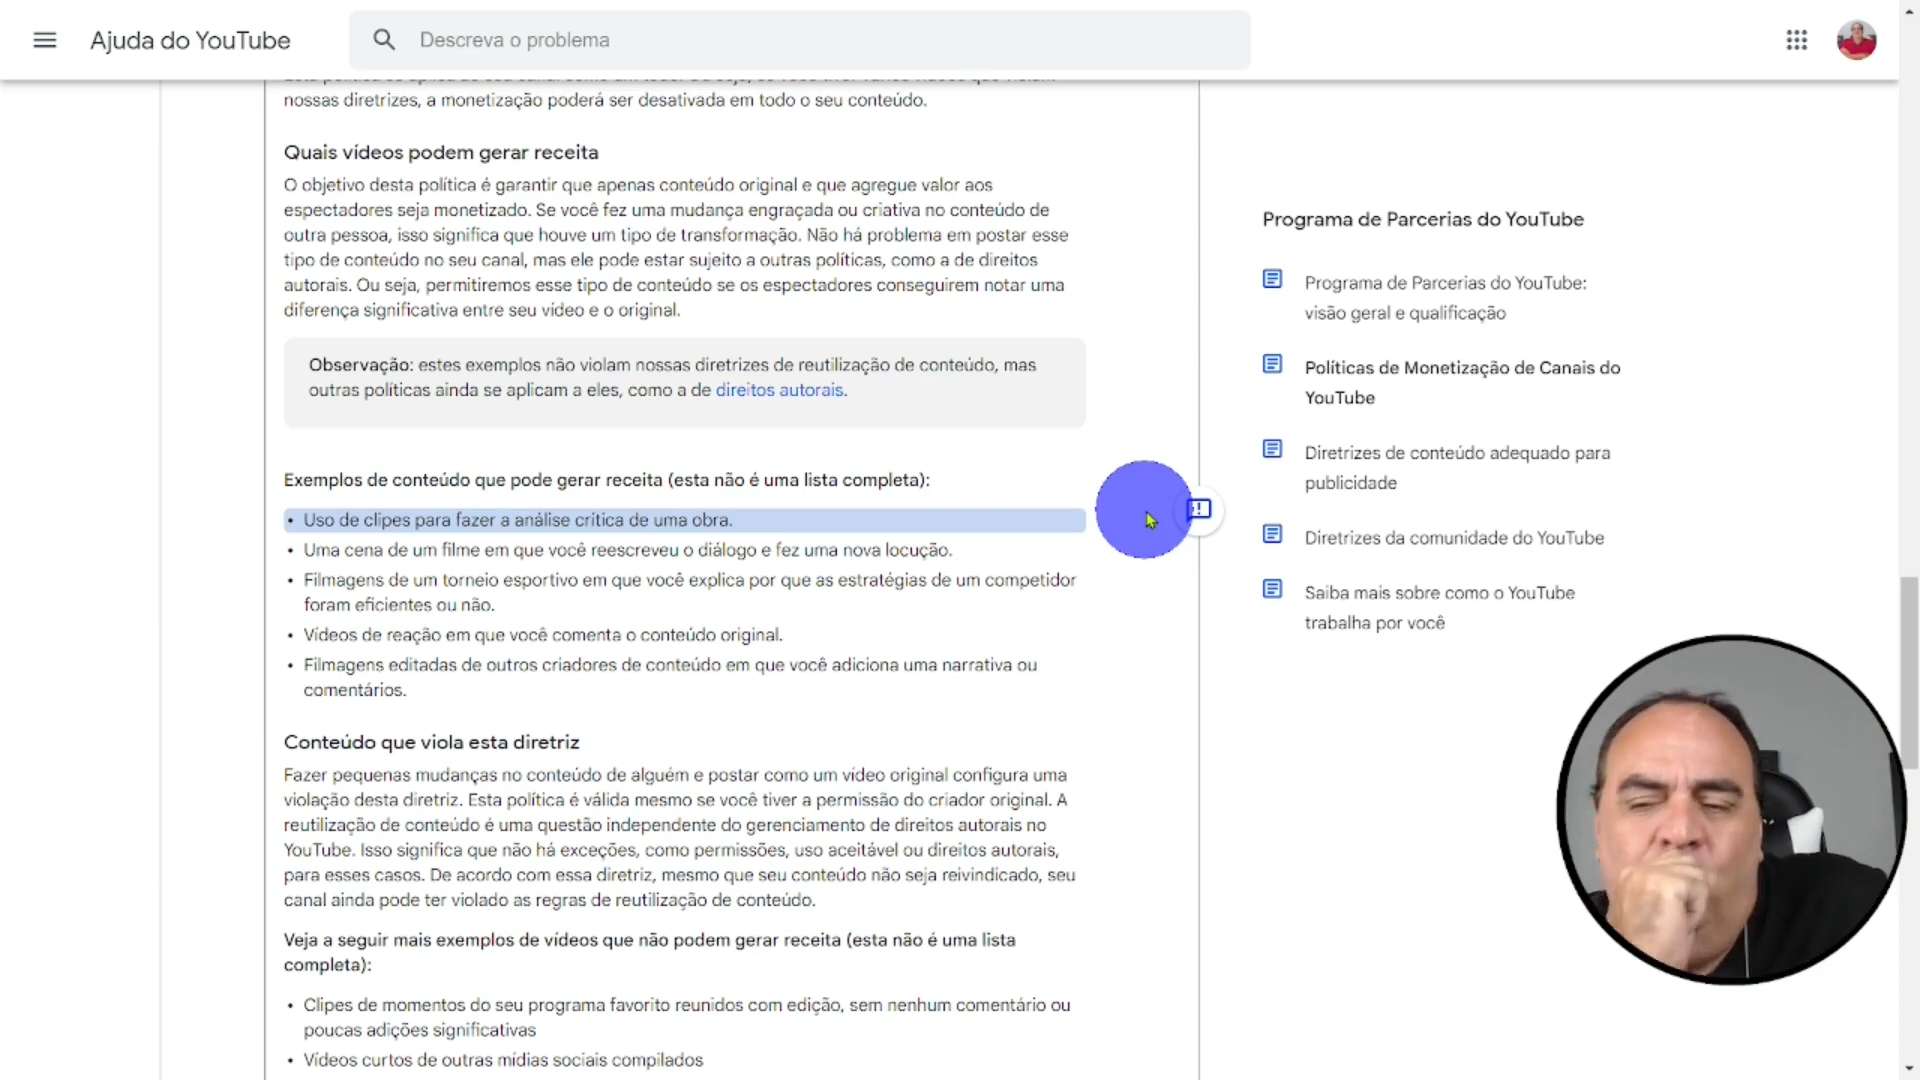 Ajuda do YouTube
Descreva o problema
nossas diretrizes, a monetização poderá ser desativada em todo o seu conteúdo.
Quais vídeos podem gerar receita
O objetivo desta política é garantir que apenas conteúdo original e que agregue valor aos
espectadores seja monetizado. Se você fez uma mudança engraçada ou criativa no conteúdo de
outra pessoa, isso significa que houve um tipo de transformação. Não há problema em postar esse
tipo de conteúdo no seu canal, mas ele pode estar sujeito a outras políticas, como a de direitos
autorais. Ou seja, permitiremos esse tipo de conteúdo se os espectadores conseguirem notar uma
diferença significativa entre seu vídeo e o original.
Observação: estes exemplos não violam nossas diretrizes de reutilização de conteúdo, mas
outras políticas ainda se aplicam a eles, como a de direitos autorais.
Exemplos de conteúdo que pode gerar receita (esta não é uma lista completa):
• Uso de clipes para fazer a análise crítica de uma obra.
• Uma cena de um filme em que você reescreveu o diálogo e fez uma nova locução.
• Filmagens de um torneio esportivo em que você explica por que as estratégias de um competidor
foram eficientes ou não.
• Vídeos de reação em que você comenta o conteúdo original.
• Filmagens editadas de outros criadores de conteúdo em que você adiciona uma narrativa ou
comentários.
Conteúdo que viola esta diretriz
Fazer pequenas mudanças no conteúdo de alguém e postar como um vídeo original configura uma
violação desta diretriz. Esta política é válida mesmo se você tiver a permissão do criador original. A
reutilização de conteúdo é uma questão independente do gerenciamento de direitos autorais no
YouTube. Isso significa que não há exceções, como permissões, uso aceitável ou direitos autorais,
para esses casos. De acordo com essa diretriz, mesmo que seu conteúdo não seja reivindicado, seu
canal ainda pode ter violado as regras de reutilização de conteúdo.
Veja a seguir mais exemplos de vídeos que não podem gerar receita (esta não é uma lista
completa):
• Clipes de momentos do seu programa favorito reunidos com edição, sem nenhum comentário ou
poucas adições significativas
• Vídeos curtos de outras mídias sociais compilados
Programa de Parcerias do YouTube
Programa de Parcerias do YouTube:
visão geral e qualificação
Políticas de Monetização de Canais do
YouTube
Diretrizes de conteúdo adequado para
publicidade
Diretrizes da comunidade do YouTube
Saiba mais sobre como o YouTube
trabalha por você